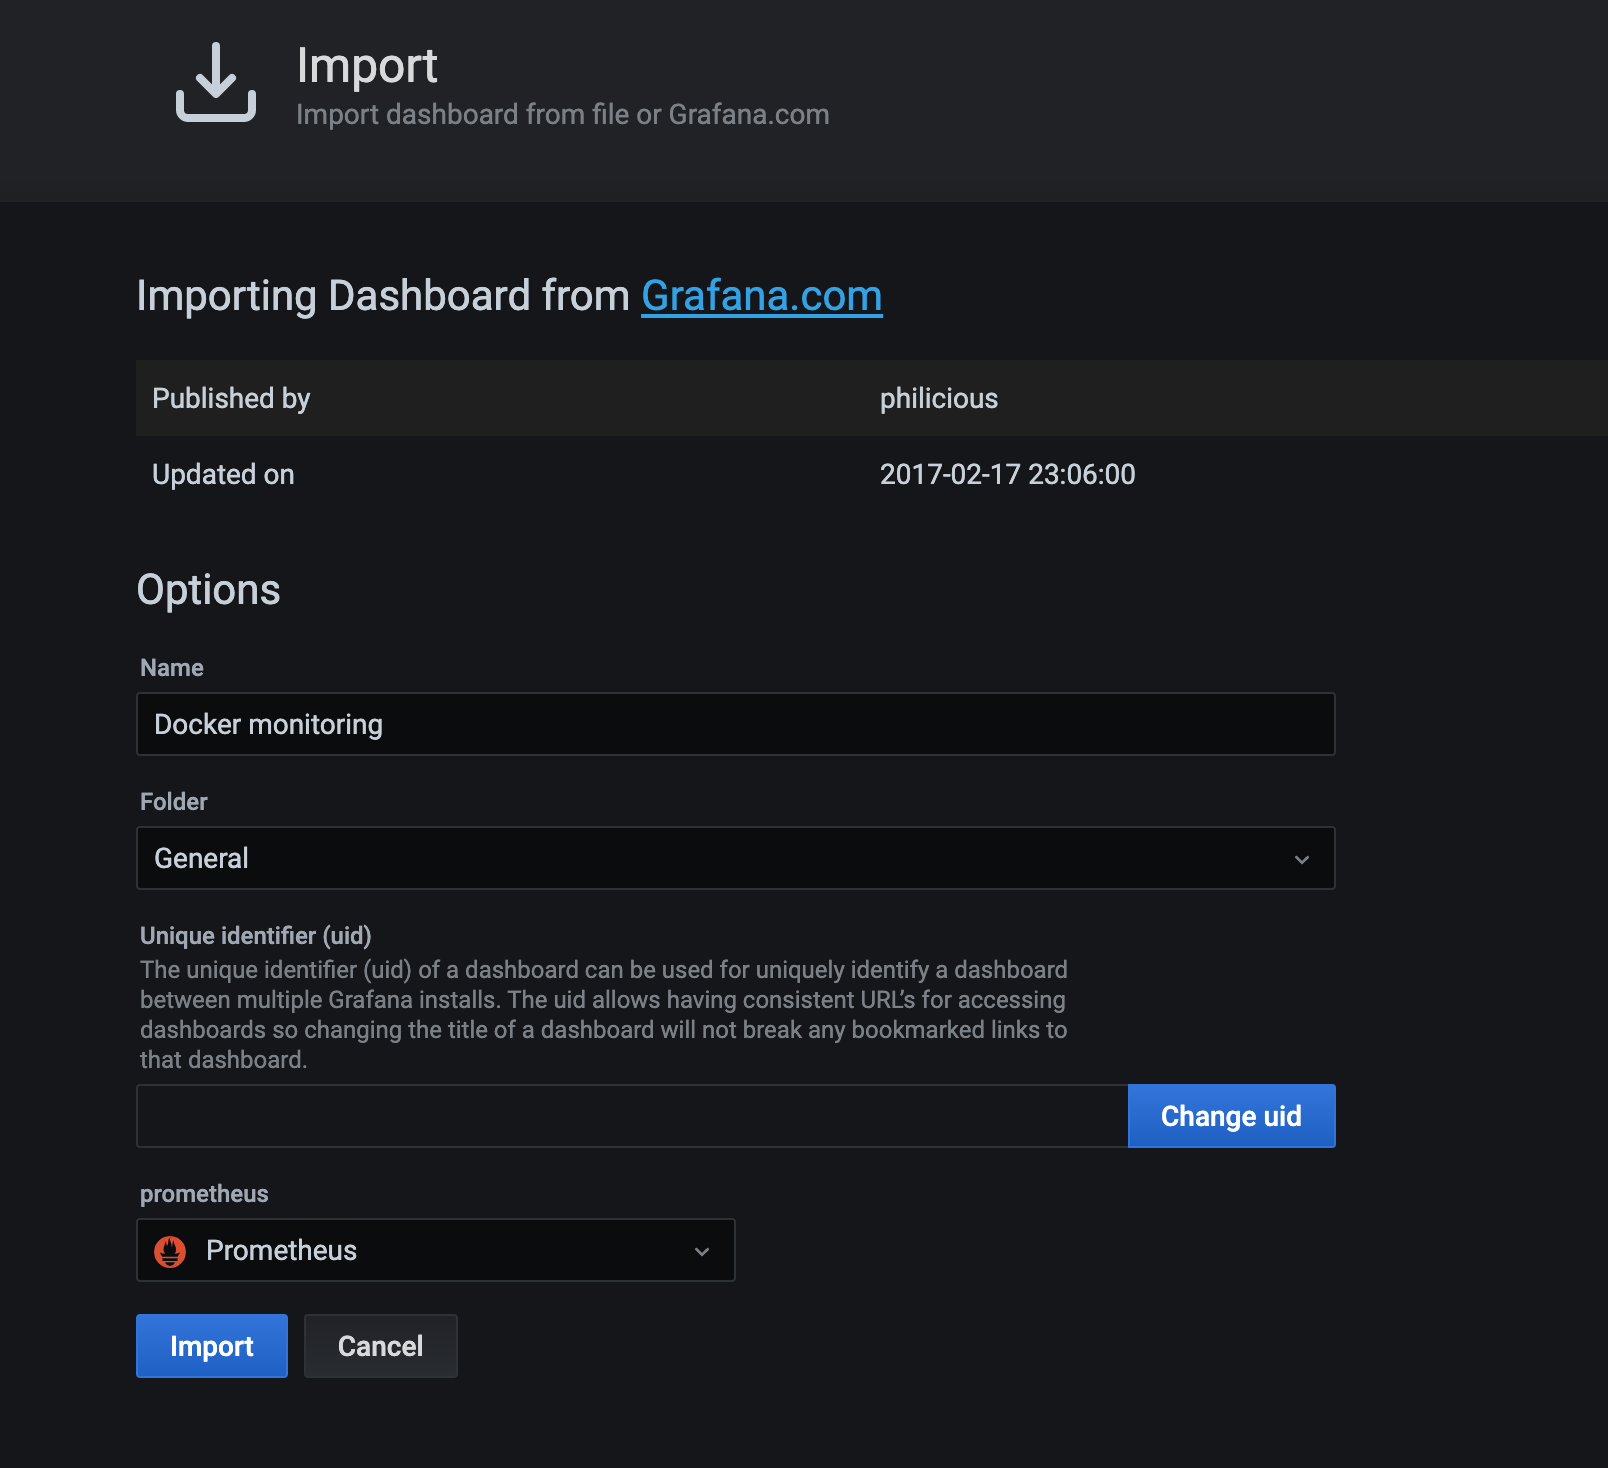 Import
Import dashboard from file or Grafana.com
Importing Dashboard from Grafana.com
Published by philicious
Updated on 2017-02-17 23:06:00
Options
Name
Docker monitoring
Folder
General
Unique identifier (uid)
The unique identifier (uid) of a dashboard can be used for uniquely identify a dashboard
between multiple Grafana installs. The uid allows having consistent URL’s for accessing
dashboards so changing the title of a dashboard will not break any bookmarked links to
that dashboard.
Change uid
prometheus
Prometheus
Import Cancel